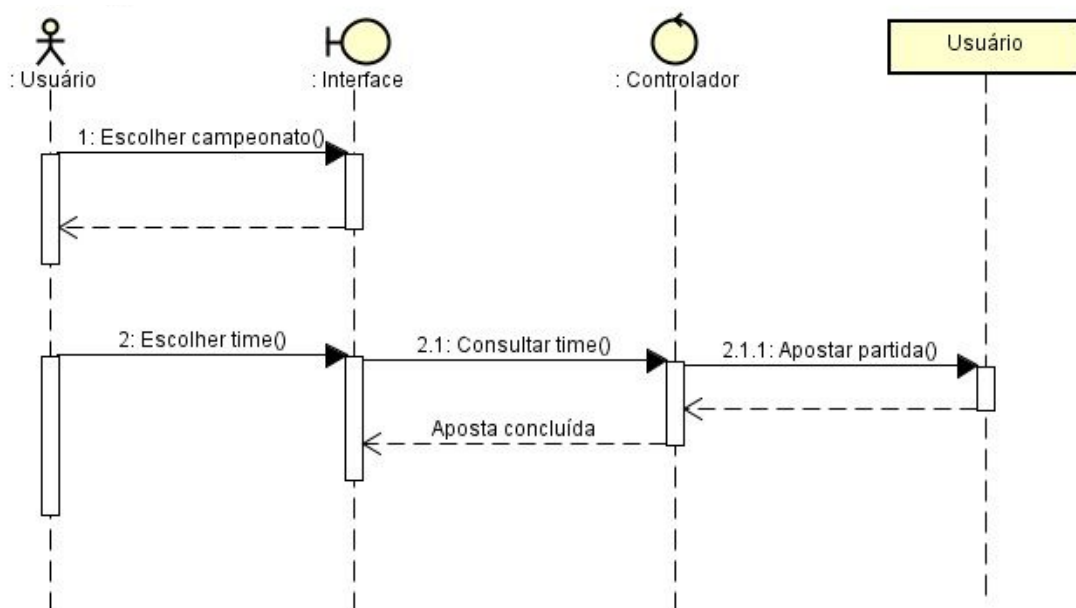 : Usuário
: Interface
: Controlador
Usuário
1: Escolher campeonato()
2: Escolher time()
2.1: Consultar time()
2.1.1: Apostar partida()
Aposta concluída